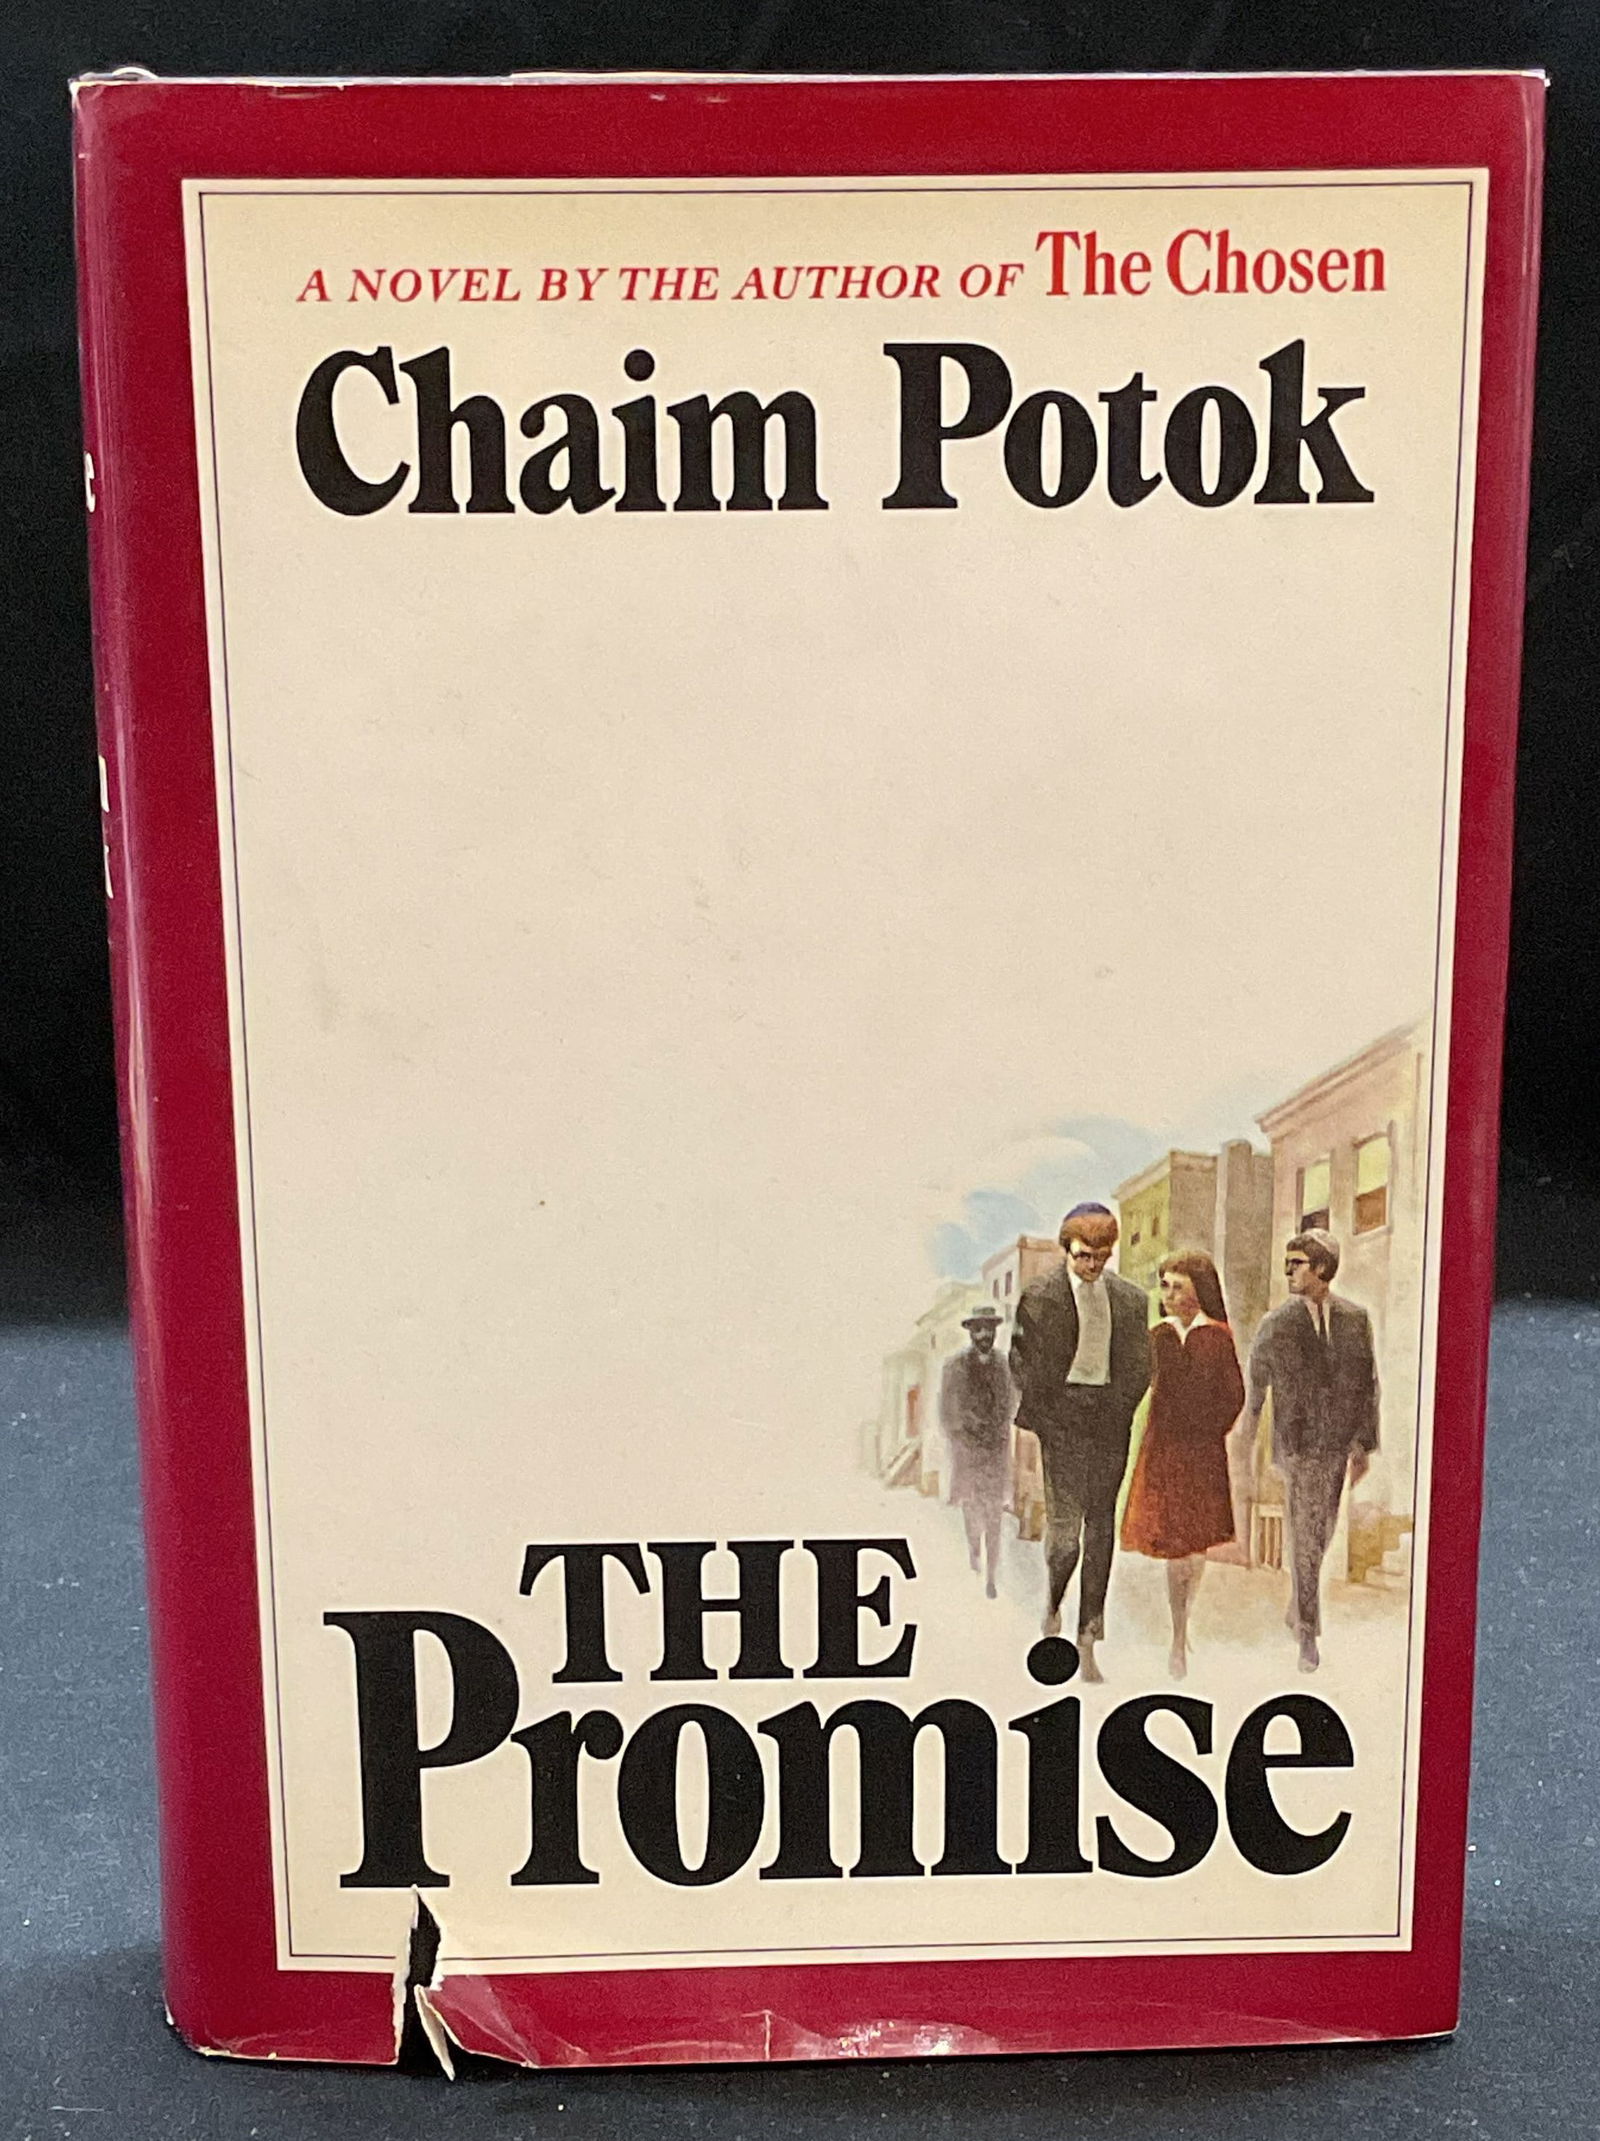 A NOVEL BY THE AUTHOR OF The Chosen
Chaim Potok
THE
Promise